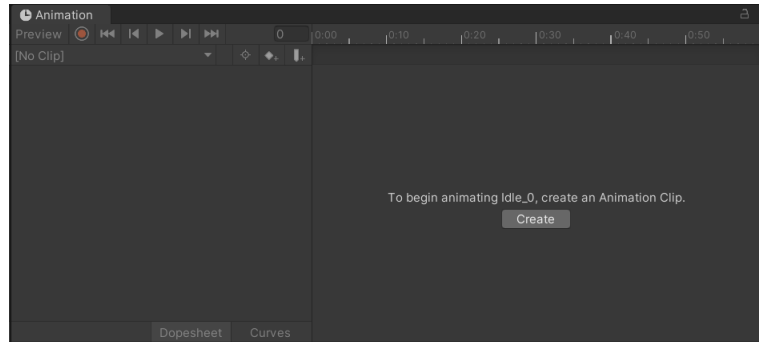 Animation
Preview 0 0:00 0:10 0:20 0:30 0:40 0:50
[No Clip]
To begin animating Idle_0, create an Animation Clip.
Create
Dopesheet Curves